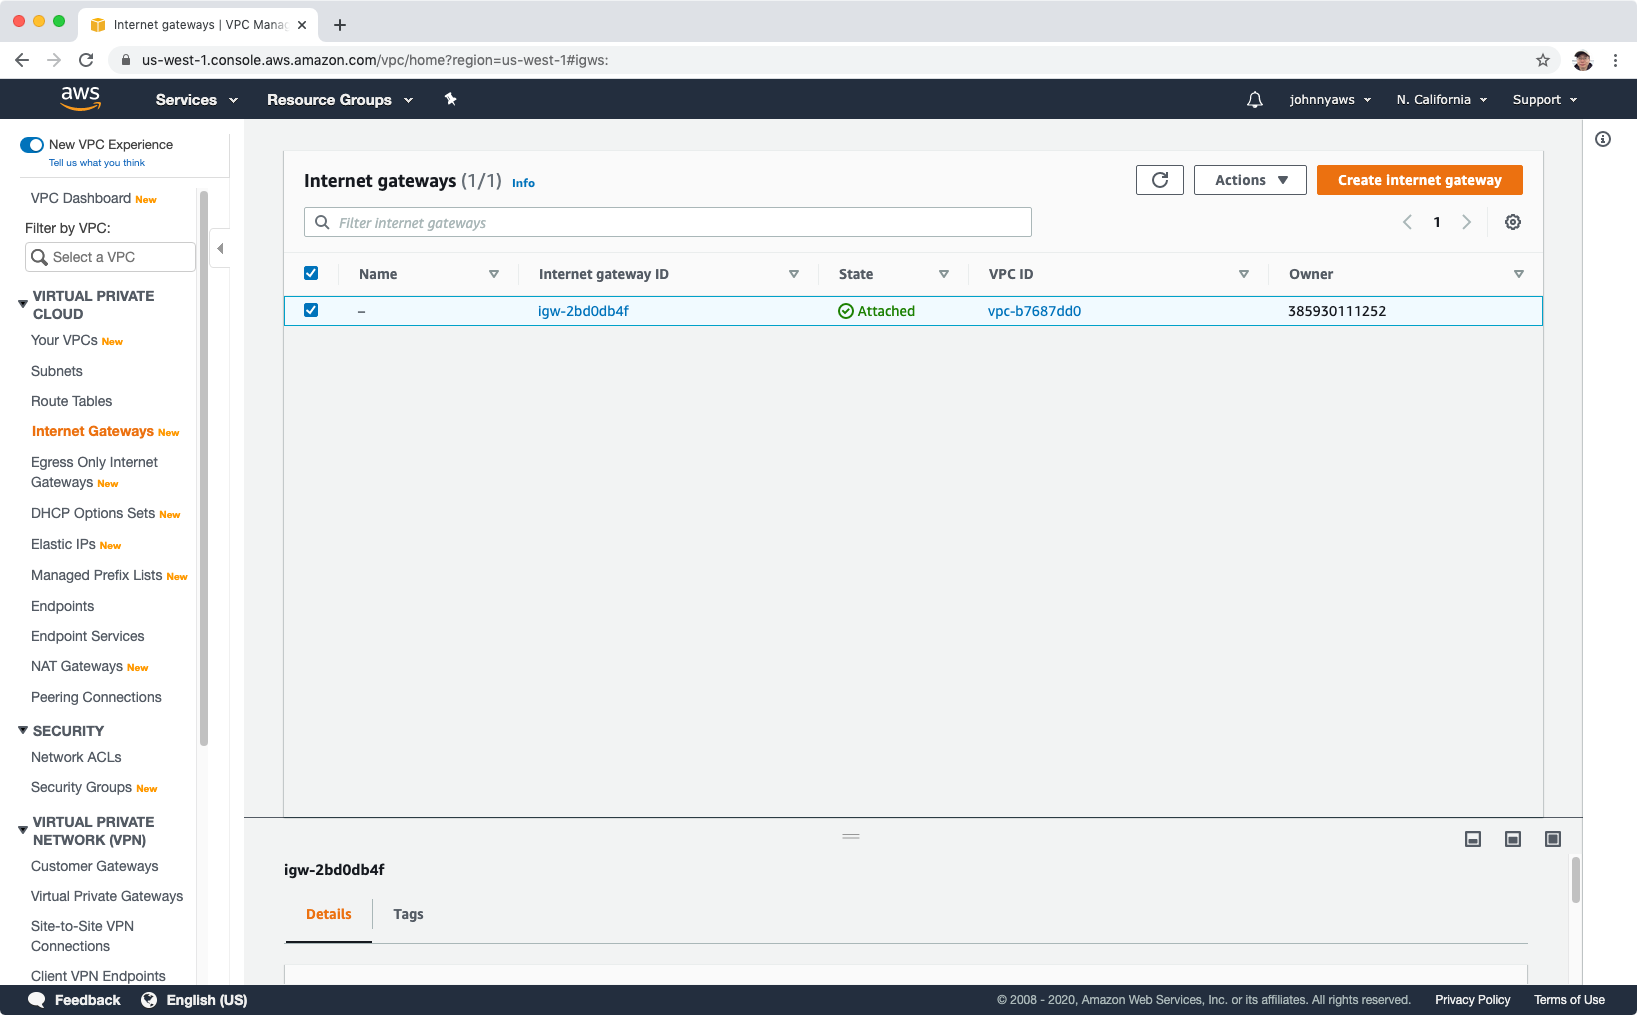 Internet gateways | VPC Mana
us-west-1.console.aws.amazon.com/vpc/home?region=us-west-1#igws:
aws Services Resource Groups johnnyaws N. California Support
New VPC Experience
Tell us what you think
VPC Dashboard New
Filter by VPC:
Select a VPC
VIRTUAL PRIVATE
CLOUD
Your VPCs New
Subnets
Route Tables
Internet Gateways New
Egress Only Internet
Gateways New
DHCP Options Sets New
Elastic IPs New
Managed Prefix Lists New
Endpoints
Endpoint Services
NAT Gateways New
Peering Connections
SECURITY
Network ACLs
Security Groups New
VIRTUAL PRIVATE
NETWORK (VPN)
Customer Gateways
Virtual Private Gateways
Site-to-Site VPN
Connections
Client VPN Endpoints
Internet gateways (1/1) Info
Actions
Create internet gateway
Filter internet gateways
1
Name Internet gateway ID State VPC ID Owner
– igw-2bd0db4f Attached vpc-b7687dd0 385930111252
igw-2bd0db4f
Details Tags
Feedback English (US) © 2008 - 2020, Amazon Web Services, Inc. or its affiliates. All rights reserved. Privacy Policy Terms of Use